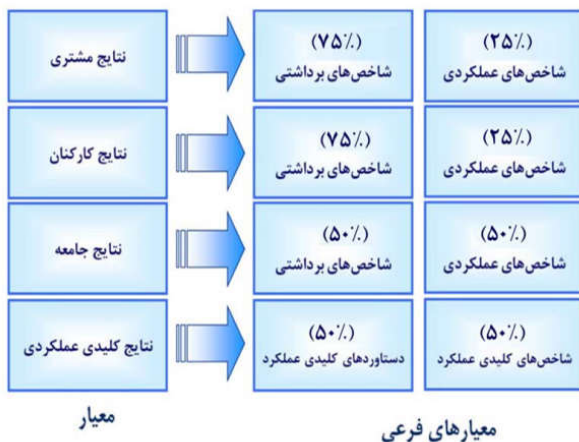 نتایج مشتری
(۷۵٪)
شاخص‌های برداشتی
(۲۵٪)
شاخص‌های عملکردی
نتایج کارکنان
(۷۵٪)
شاخص‌های برداشتی
(۲۵٪)
شاخص‌های عملکردی
نتایج جامعه
(۵۰٪)
شاخص‌های برداشتی
(۵۰٪)
شاخص‌های عملکردی
نتایج کلیدی عملکردی
(۵۰٪)
دستاوردهای کلیدی عملکرد
(۵۰٪)
شاخص‌های کلیدی عملکرد
معیار
معیارهای فرعی